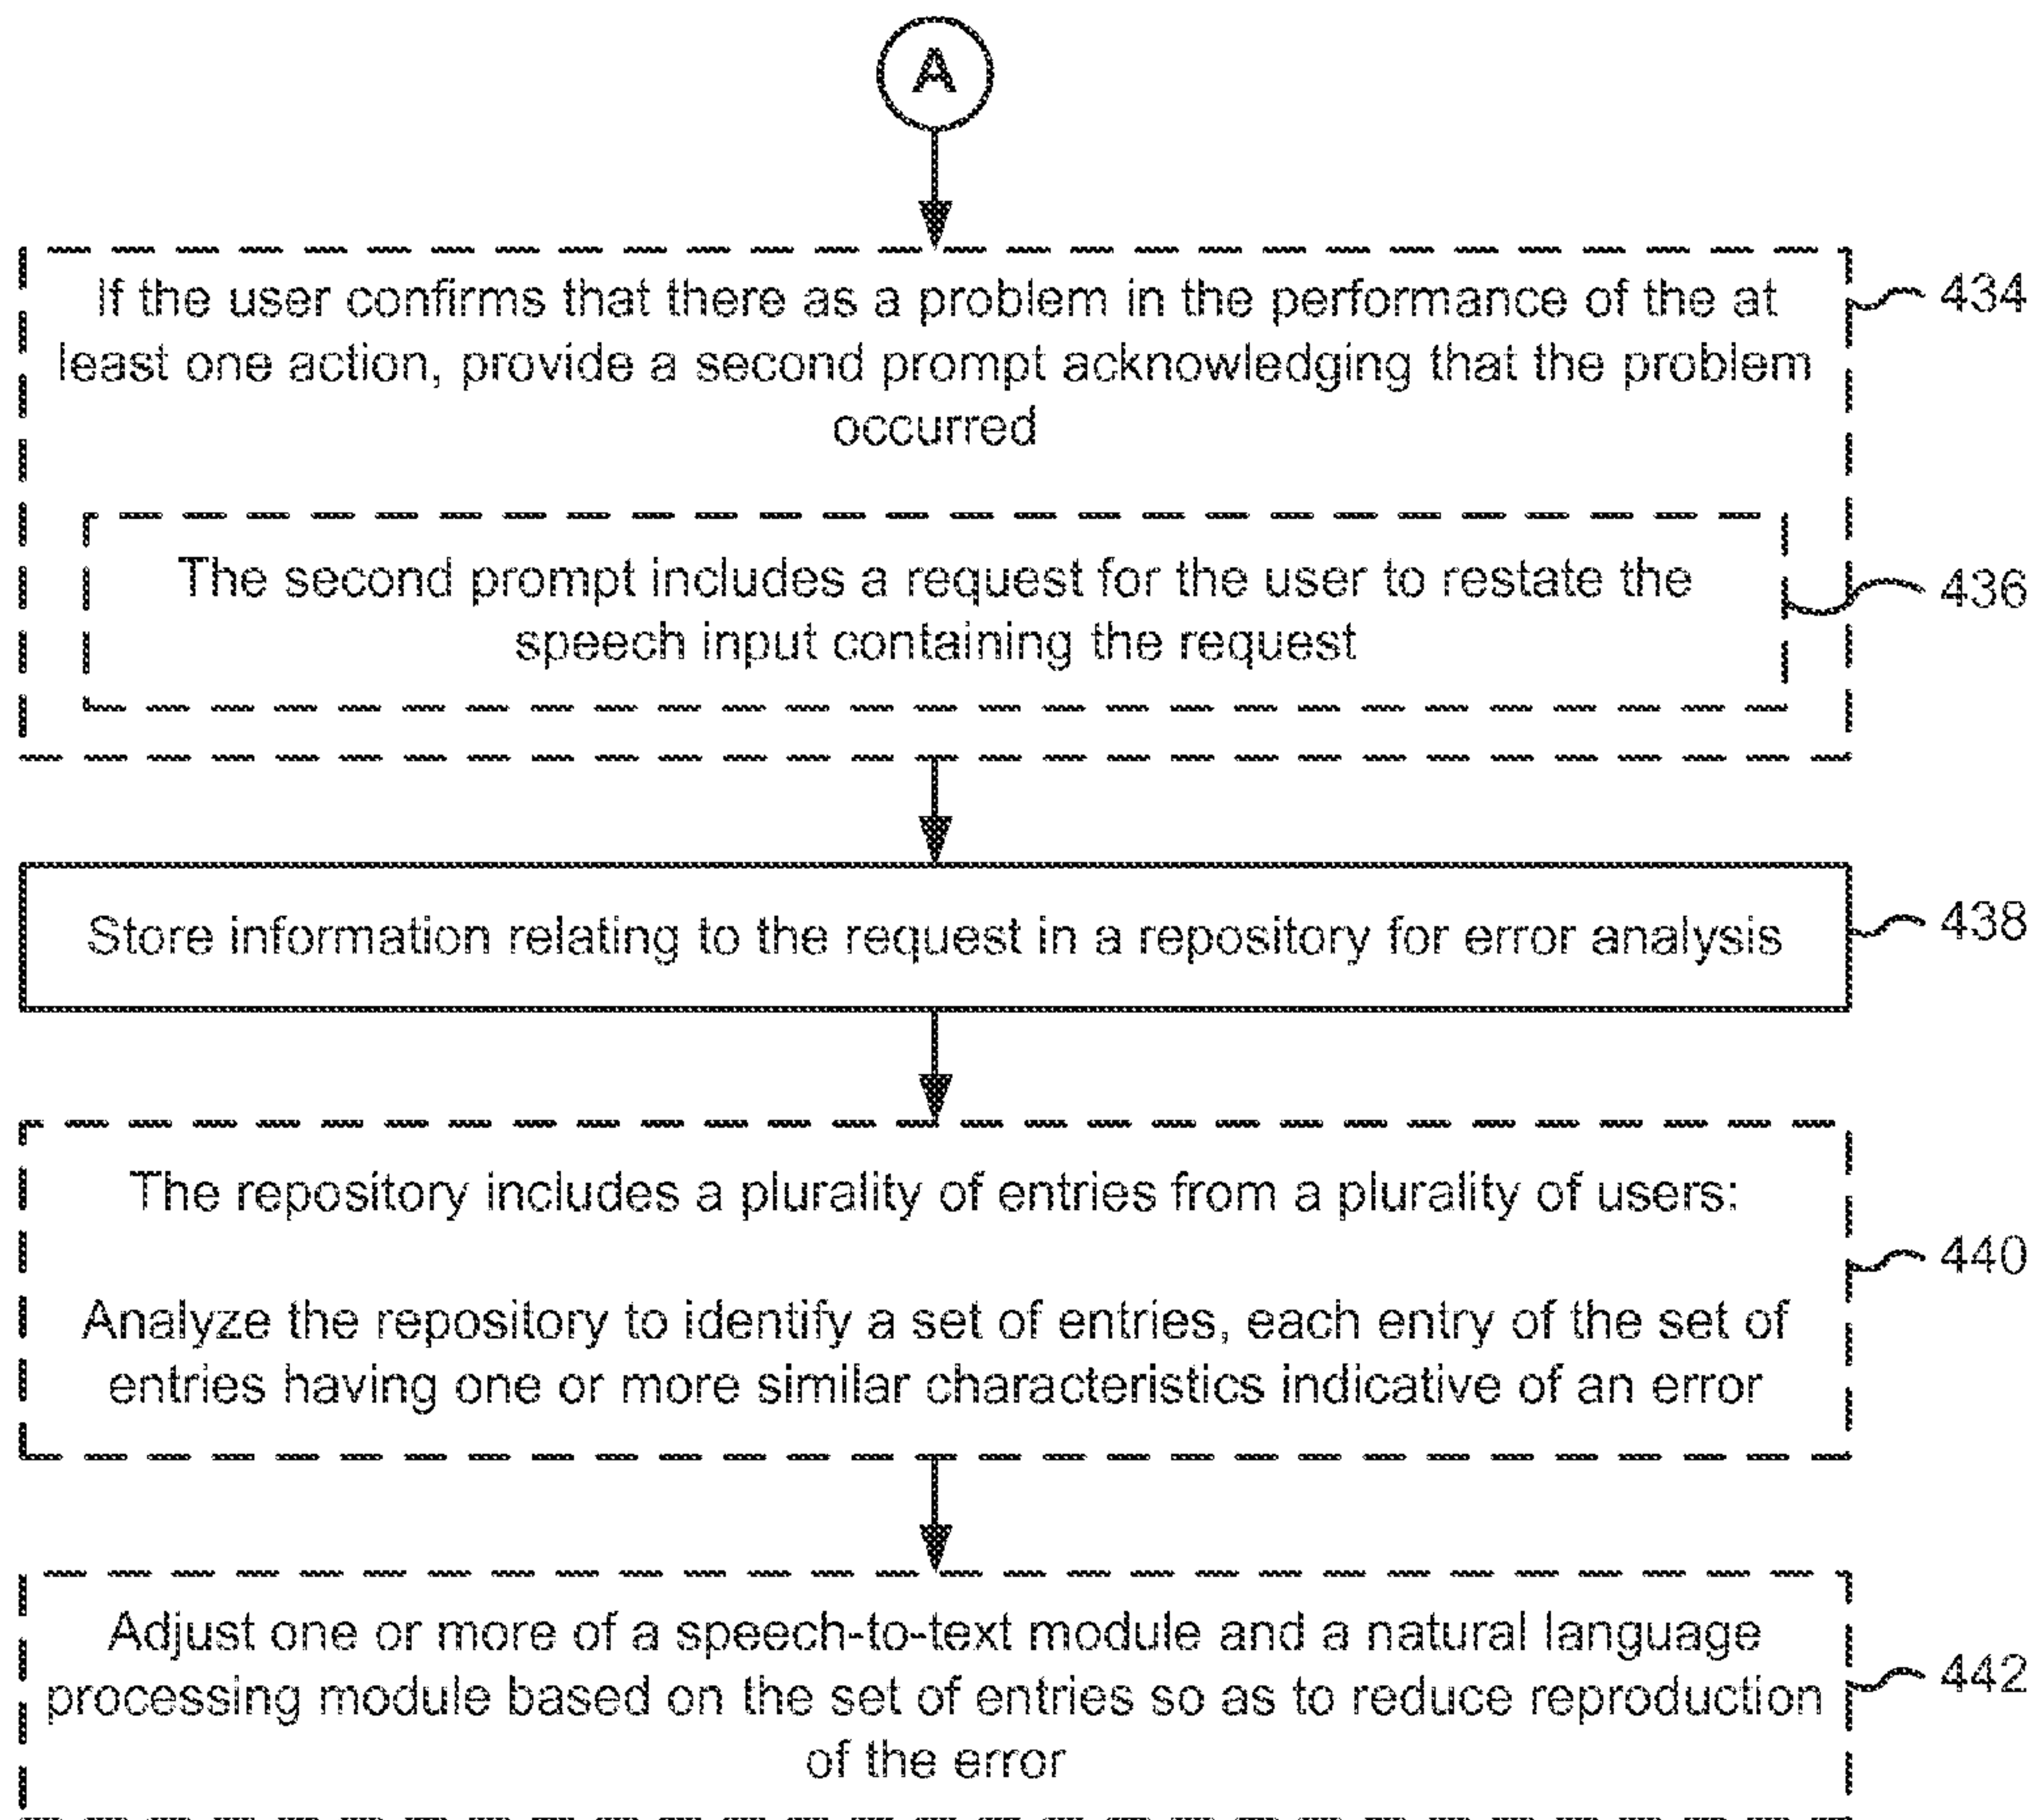 A
If the user confirms that there as a problem in the performance of the at
least one action, provide a second prompt acknowledging that the problem
occurred
434
The second prompt includes a request for the user to restate the
speech input containing the request
436
Store information relating to the request in a repository for error analysis
438
The repository includes a plurality of entries from a plurality of users:
Analyze the repository to identify a set of entries, each entry of the set of
entries having one or more similar characteristics indicative of an error
440
Adjust one or more of a speech-to-text module and a natural language
processing module based on the set of entries so as to reduce reproduction
of the error
442